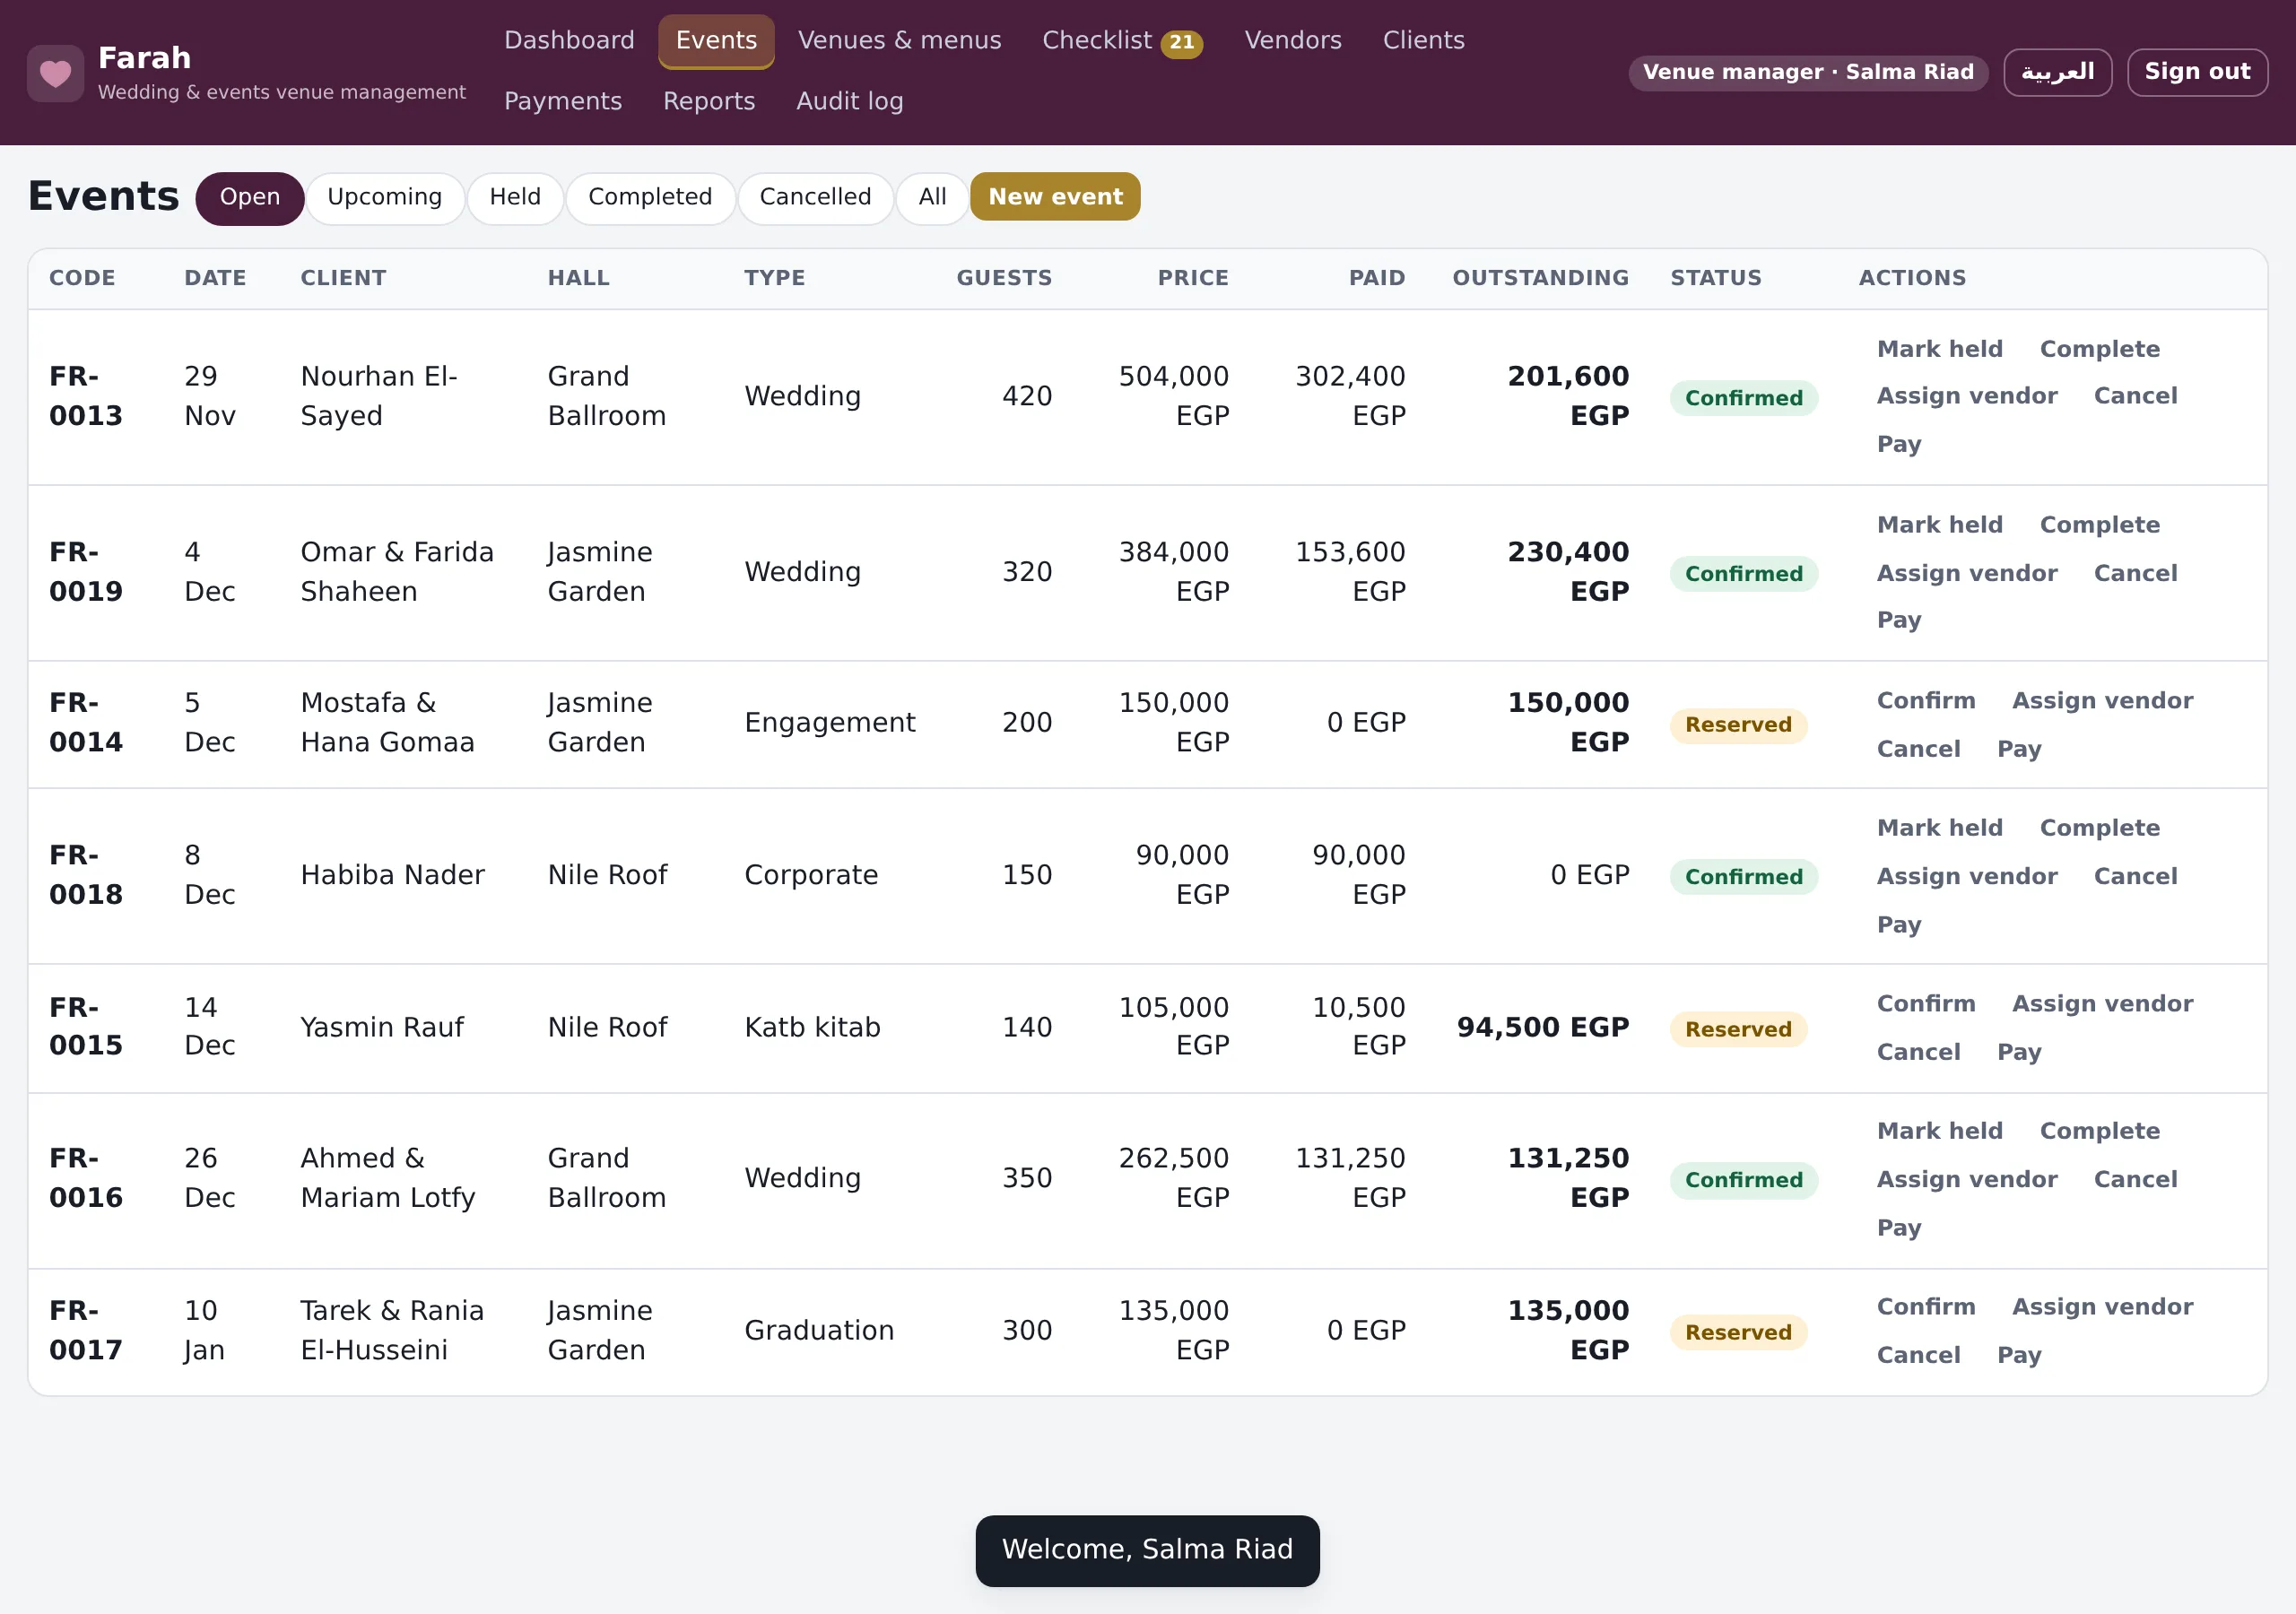 Farah
Wedding & events venue management
Dashboard Events Venues & menus Checklist 21 Vendors Clients
Payments Reports Audit log
Venue manager · Salma Riad العربية Sign out
Events Open Upcoming Held Completed Cancelled All New event
CODE DATE CLIENT HALL TYPE GUESTS PRICE PAID OUTSTANDING STATUS ACTIONS
FR-0013 29 Nov Nourhan El-Sayed Grand Ballroom Wedding 420 504,000 EGP 302,400 EGP 201,600 EGP Confirmed Mark held Complete Assign vendor Cancel Pay
FR-0019 4 Dec Omar & Farida Shaheen Jasmine Garden Wedding 320 384,000 EGP 153,600 EGP 230,400 EGP Confirmed Mark held Complete Assign vendor Cancel Pay
FR-0014 5 Dec Mostafa & Hana Gomaa Jasmine Garden Engagement 200 150,000 EGP 0 EGP 150,000 EGP Reserved Confirm Assign vendor Cancel Pay
FR-0018 8 Dec Habiba Nader Nile Roof Corporate 150 90,000 EGP 90,000 EGP 0 EGP Confirmed Mark held Complete Assign vendor Cancel Pay
FR-0015 14 Dec Yasmin Rauf Nile Roof Katb kitab 140 105,000 EGP 10,500 EGP 94,500 EGP Reserved Confirm Assign vendor Cancel Pay
FR-0016 26 Dec Ahmed & Mariam Lotfy Grand Ballroom Wedding 350 262,500 EGP 131,250 EGP 131,250 EGP Confirmed Mark held Complete Assign vendor Cancel Pay
FR-0017 10 Jan Tarek & Rania El-Husseini Jasmine Garden Graduation 300 135,000 EGP 0 EGP 135,000 EGP Reserved Confirm Assign vendor Cancel Pay
Welcome, Salma Riad